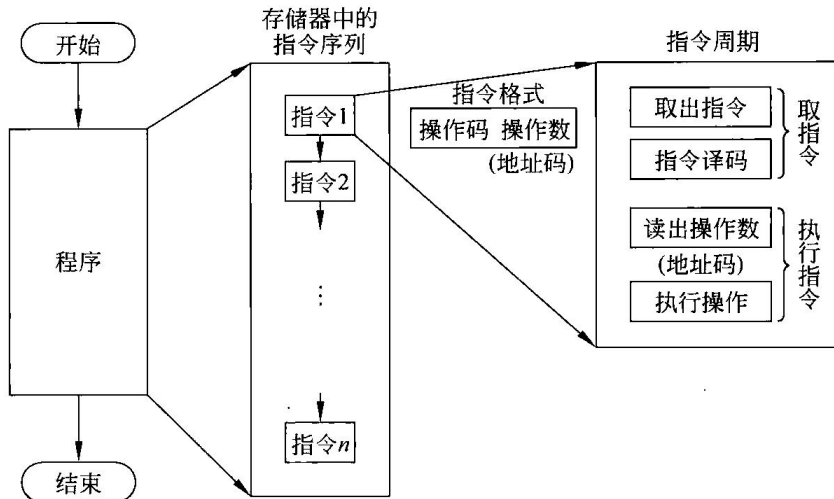 开始
程序
结束
存储器中的
指令序列
指令1
指令2
⋮
指令n
指令格式
操作码 操作数
(地址码)
指令周期
取出指令
指令译码
取指令
读出操作数
(地址码)
执行操作
执行指令